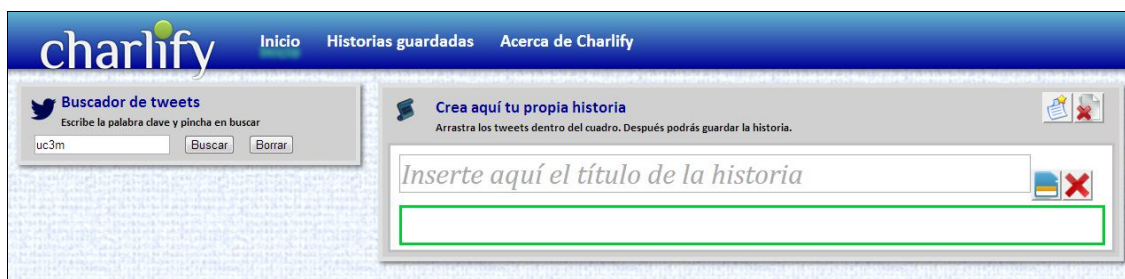 charlify
Inicio Historias guardadas Acerca de Charlify
Buscador de tweets
Escribe la palabra clave y pincha en buscar
uc3m Buscar Borrar
Crea aquí tu propia historia
Arrastra los tweets dentro del cuadro. Después podrás guardar la historia.
Inserte aquí el título de la historia